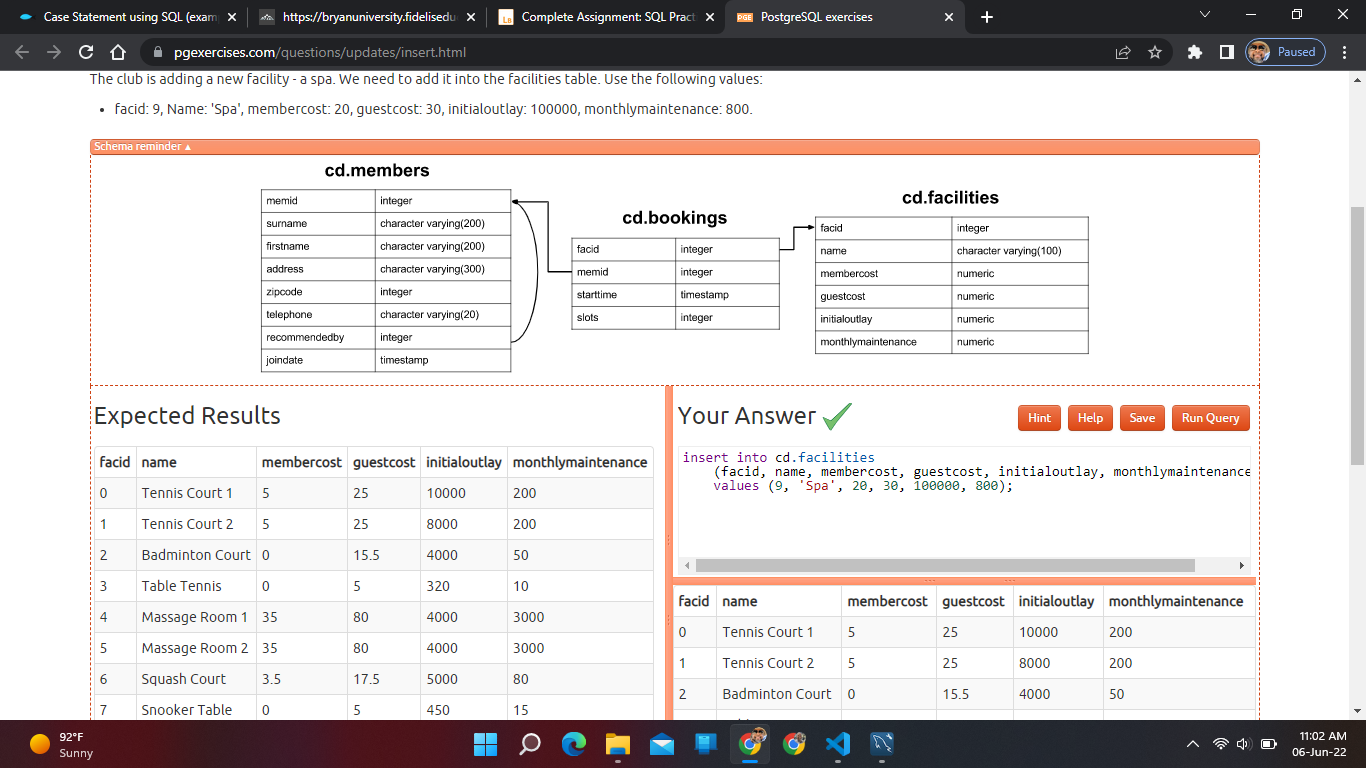 Case Statement using SQL (exam
https://bryanuniversity.fidelisedu
Complete Assignment: SQL Pract
PGE PostgreSQL exercises
pgexercises.com/questions/updates/insert.html
Paused
The club is adding a new facility - a spa. We need to add it into the facilities table. Use the following values:
• facid: 9, Name: 'Spa', membercost: 20, guestcost: 30, initialoutlay: 100000, monthlymaintenance: 800.
Schema reminder ▲
cd.members
memid integer
surname character varying(200)
firstname character varying(200)
address character varying(300)
zipcode integer
telephone character varying(20)
recommendedby integer
joindate timestamp
cd.bookings
facid integer
memid integer
starttime timestamp
slots integer
cd.facilities
facid integer
name character varying(100)
membercost numeric
guestcost numeric
initialoutlay numeric
monthlymaintenance numeric
Expected Results
facid name membercost guestcost initialoutlay monthlymaintenance
0 Tennis Court 1 5 25 10000 200
1 Tennis Court 2 5 25 8000 200
2 Badminton Court 0 15.5 4000 50
3 Table Tennis 0 5 320 10
4 Massage Room 1 35 80 4000 3000
5 Massage Room 2 35 80 4000 3000
6 Squash Court 3.5 17.5 5000 80
7 Snooker Table 0 5 450 15
Your Answer
Hint Help Save Run Query
insert into cd.facilities
(facid, name, membercost, guestcost, initialoutlay, monthlymaintenance
values (9, 'Spa', 20, 30, 100000, 800);
facid name membercost guestcost initialoutlay monthlymaintenance
0 Tennis Court 1 5 25 10000 200
1 Tennis Court 2 5 25 8000 200
2 Badminton Court 0 15.5 4000 50
92°F
Sunny
11:02 AM
06-Jun-22